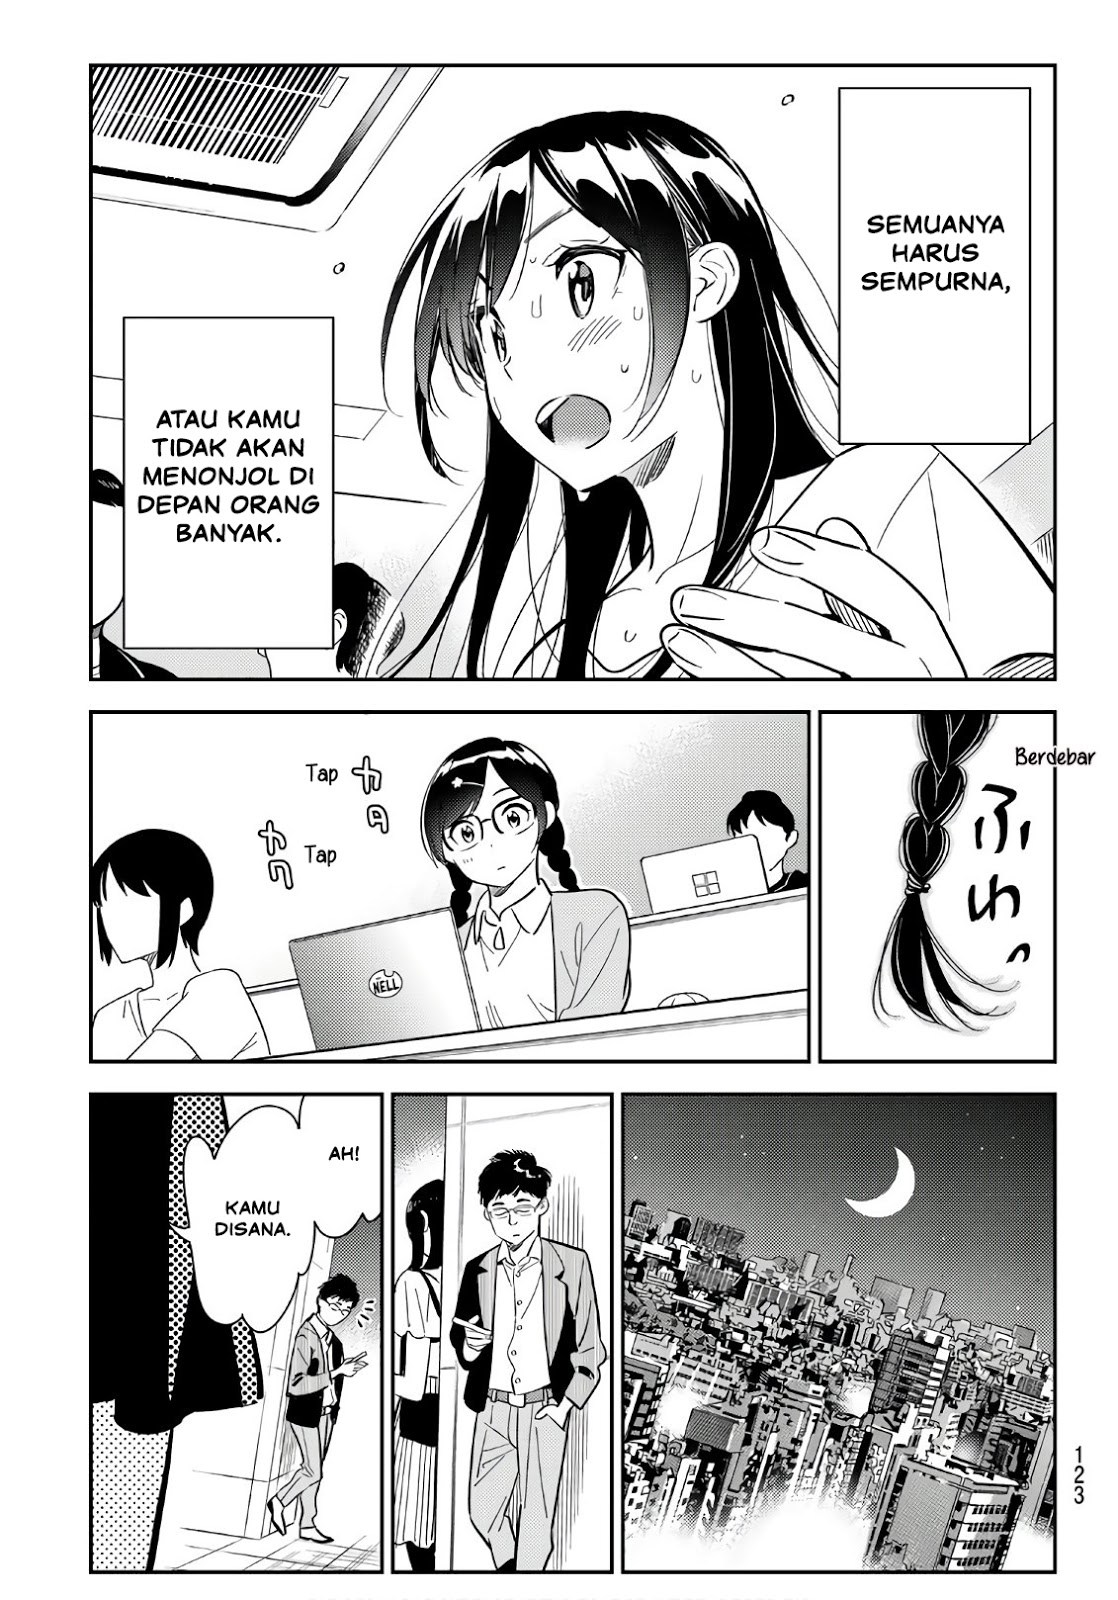 SEMUANYA
HARUS
SEMPURNA,
ATAU KAMU
TIDAK AKAN
MENONJOL DI
DEPAN ORANG
BANYAK.
Berdebar
ふわっ
Tap
カタ
Tap
カタ
NELL
AH!
KAMU
DISANA.
123